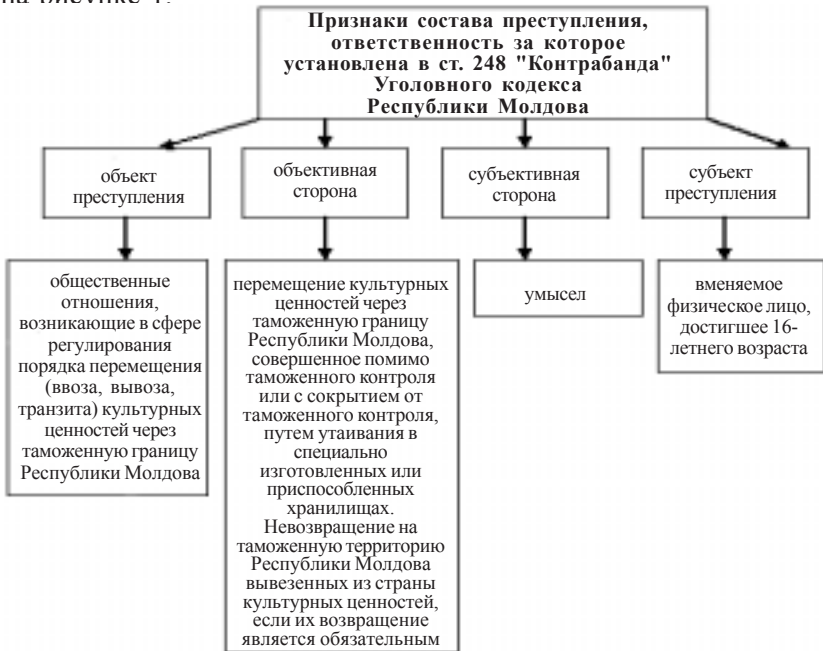 Признаки состава преступления,
ответственность за которое
установлена в ст. 248 "Контрабанда"
Уголовного кодекса
Республики Молдова
объект
преступления
объективная
сторона
субъективная
сторона
субъект
преступления
общественные
отношения,
возникающие в сфере
регулирования
порядка перемещения
(ввоза, вывоза,
транзита) культурных
ценностей через
таможенную границу
Республики Молдова
перемещение культурных
ценностей через
таможенную границу
Республики Молдова,
совершенное помимо
таможенного контроля
или с сокрытием от
таможенного контроля,
путем утаивания в
специально
изготовленных или
приспособленных
хранилищах.
Невозвращение на
таможенную территорию
Республики Молдова
вывезенных из страны
культурных ценностей,
если их возвращение
является обязательным
умысел
вменяемое
физическое лицо,
достигшее 16-
летнего возраста